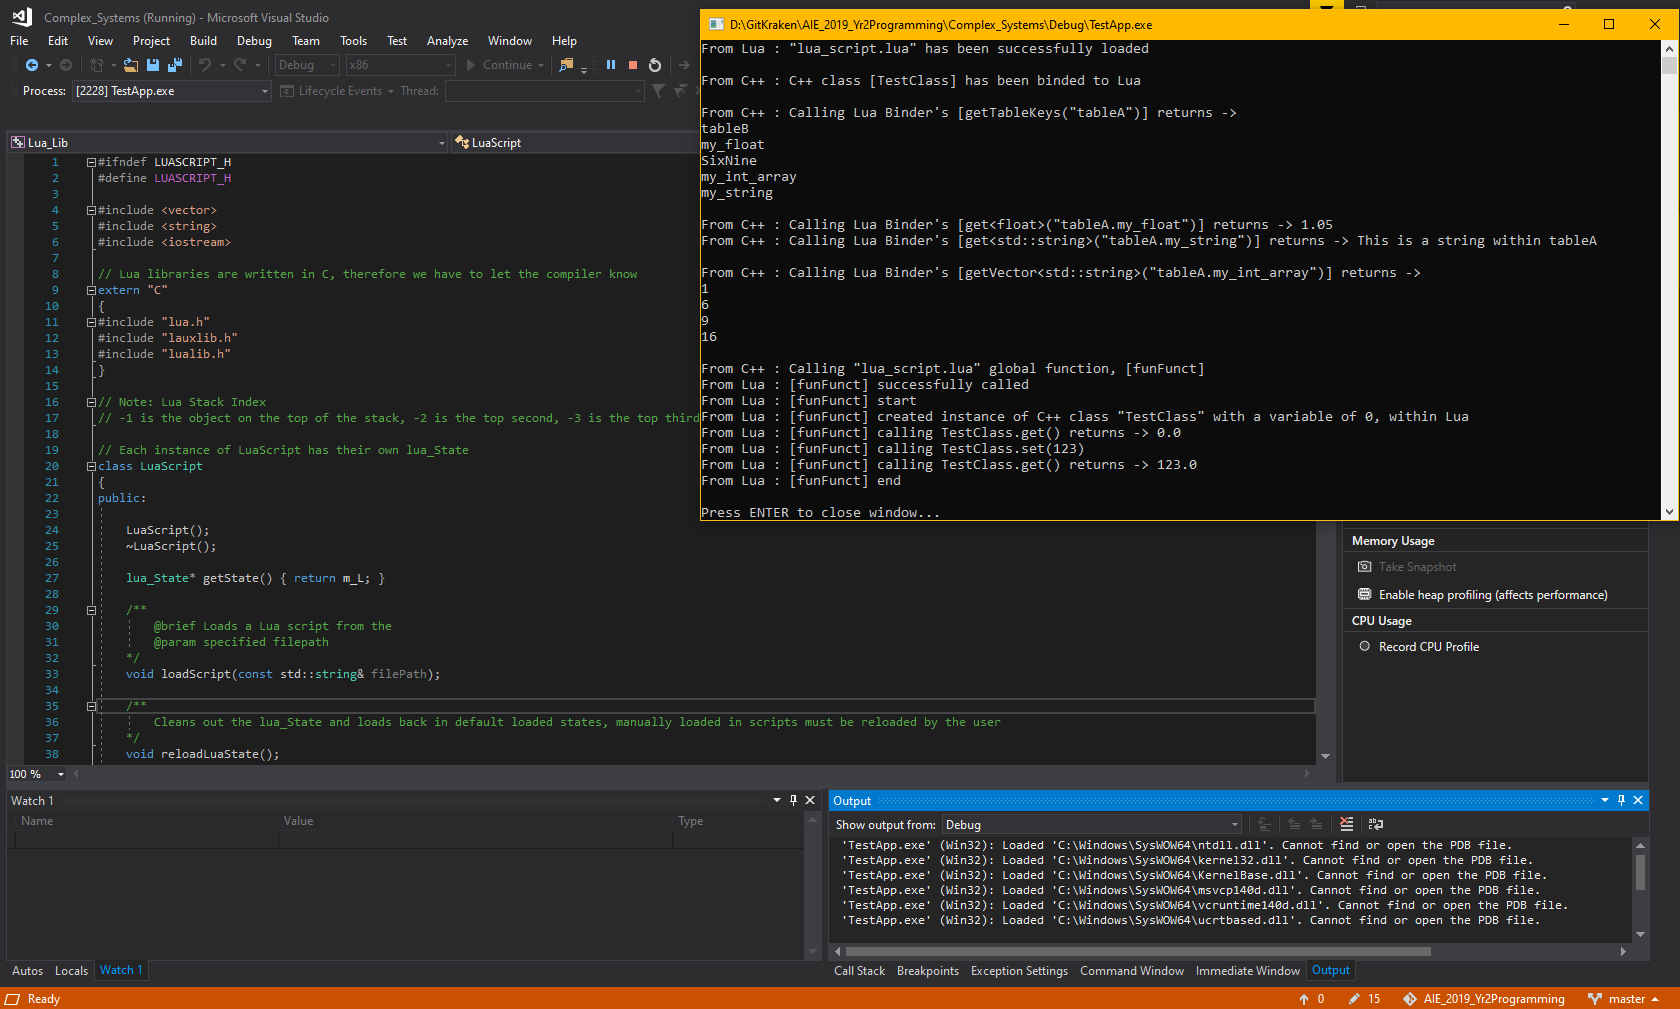 Complex_Systems (Running) - Microsoft Visual Studio
File Edit View Project Build Debug Team Tools Test Analyze Window Help
Debug x86 Continue
Process: [2228] TestApp.exe Lifecycle Events Thread:
Lua_Lib LuaScript
1 #ifndef LUASCRIPT_H
2 #define LUASCRIPT_H
3
4 #include <vector>
5 #include <string>
6 #include <iostream>
7
8 // Lua libraries are written in C, therefore we have to let the compiler know
9 extern "C"
10 {
11 #include "lua.h"
12 #include "lauxlib.h"
13 #include "lualib.h"
14 }
15
16 // Note: Lua Stack Index
17 // -1 is the object on the top of the stack, -2 is the top second, -3 is the top third
18
19 // Each instance of LuaScript has their own lua_State
20 class LuaScript
21 {
22 public:
23
24 LuaScript();
25 ~LuaScript();
26
27 lua_State* getState() { return m_L; }
28
29 /**
30 @brief Loads a Lua script from the
31 @param specified filepath
32 */
33 void loadScript(const std::string& filePath);
34
35 /**
36 Cleans out the lua_State and loads back in default loaded states, manually loaded in scripts must be reloaded by the user
37 */
38 void reloadLuaState();
100 %
D:\GitKraken\AIE_2019_Yr2Programming\Complex_Systems\Debug\TestApp.exe
From Lua : "lua_script.lua" has been successfully loaded
From C++ : C++ class [TestClass] has been binded to Lua
From C++ : Calling Lua Binder's [getTableKeys("tableA")] returns ->
tableB
my_float
SixNine
my_int_array
my_string
From C++ : Calling Lua Binder's [get<float>("tableA.my_float")] returns -> 1.05
From C++ : Calling Lua Binder's [get<std::string>("tableA.my_string")] returns -> This is a string within tableA
From C++ : Calling Lua Binder's [getVector<std::string>("tableA.my_int_array")] returns ->
1
6
9
16
From C++ : Calling "lua_script.lua" global function, [funFunct]
From Lua : [funFunct] successfully called
From Lua : [funFunct] start
From Lua : [funFunct] created instance of C++ class "TestClass" with a variable of 0, within Lua
From Lua : [funFunct] calling TestClass.get() returns -> 0.0
From Lua : [funFunct] calling TestClass.set(123)
From Lua : [funFunct] calling TestClass.get() returns -> 123.0
From Lua : [funFunct] end
Press ENTER to close window...
Memory Usage
Take Snapshot
Enable heap profiling (affects performance)
CPU Usage
Record CPU Profile
Watch 1
Name Value Type
Autos Locals Watch 1
Output
Show output from: Debug
'TestApp.exe' (Win32): Loaded 'C:\Windows\SysWOW64\ntdll.dll'. Cannot find or open the PDB file.
'TestApp.exe' (Win32): Loaded 'C:\Windows\SysWOW64\kernel32.dll'. Cannot find or open the PDB file.
'TestApp.exe' (Win32): Loaded 'C:\Windows\SysWOW64\KernelBase.dll'. Cannot find or open the PDB file.
'TestApp.exe' (Win32): Loaded 'C:\Windows\SysWOW64\msvcp140d.dll'. Cannot find or open the PDB file.
'TestApp.exe' (Win32): Loaded 'C:\Windows\SysWOW64\vcruntime140d.dll'. Cannot find or open the PDB file.
'TestApp.exe' (Win32): Loaded 'C:\Windows\SysWOW64\ucrtbased.dll'. Cannot find or open the PDB file.
Call Stack Breakpoints Exception Settings Command Window Immediate Window Output
Ready 0 15 AIE_2019_Yr2Programming master